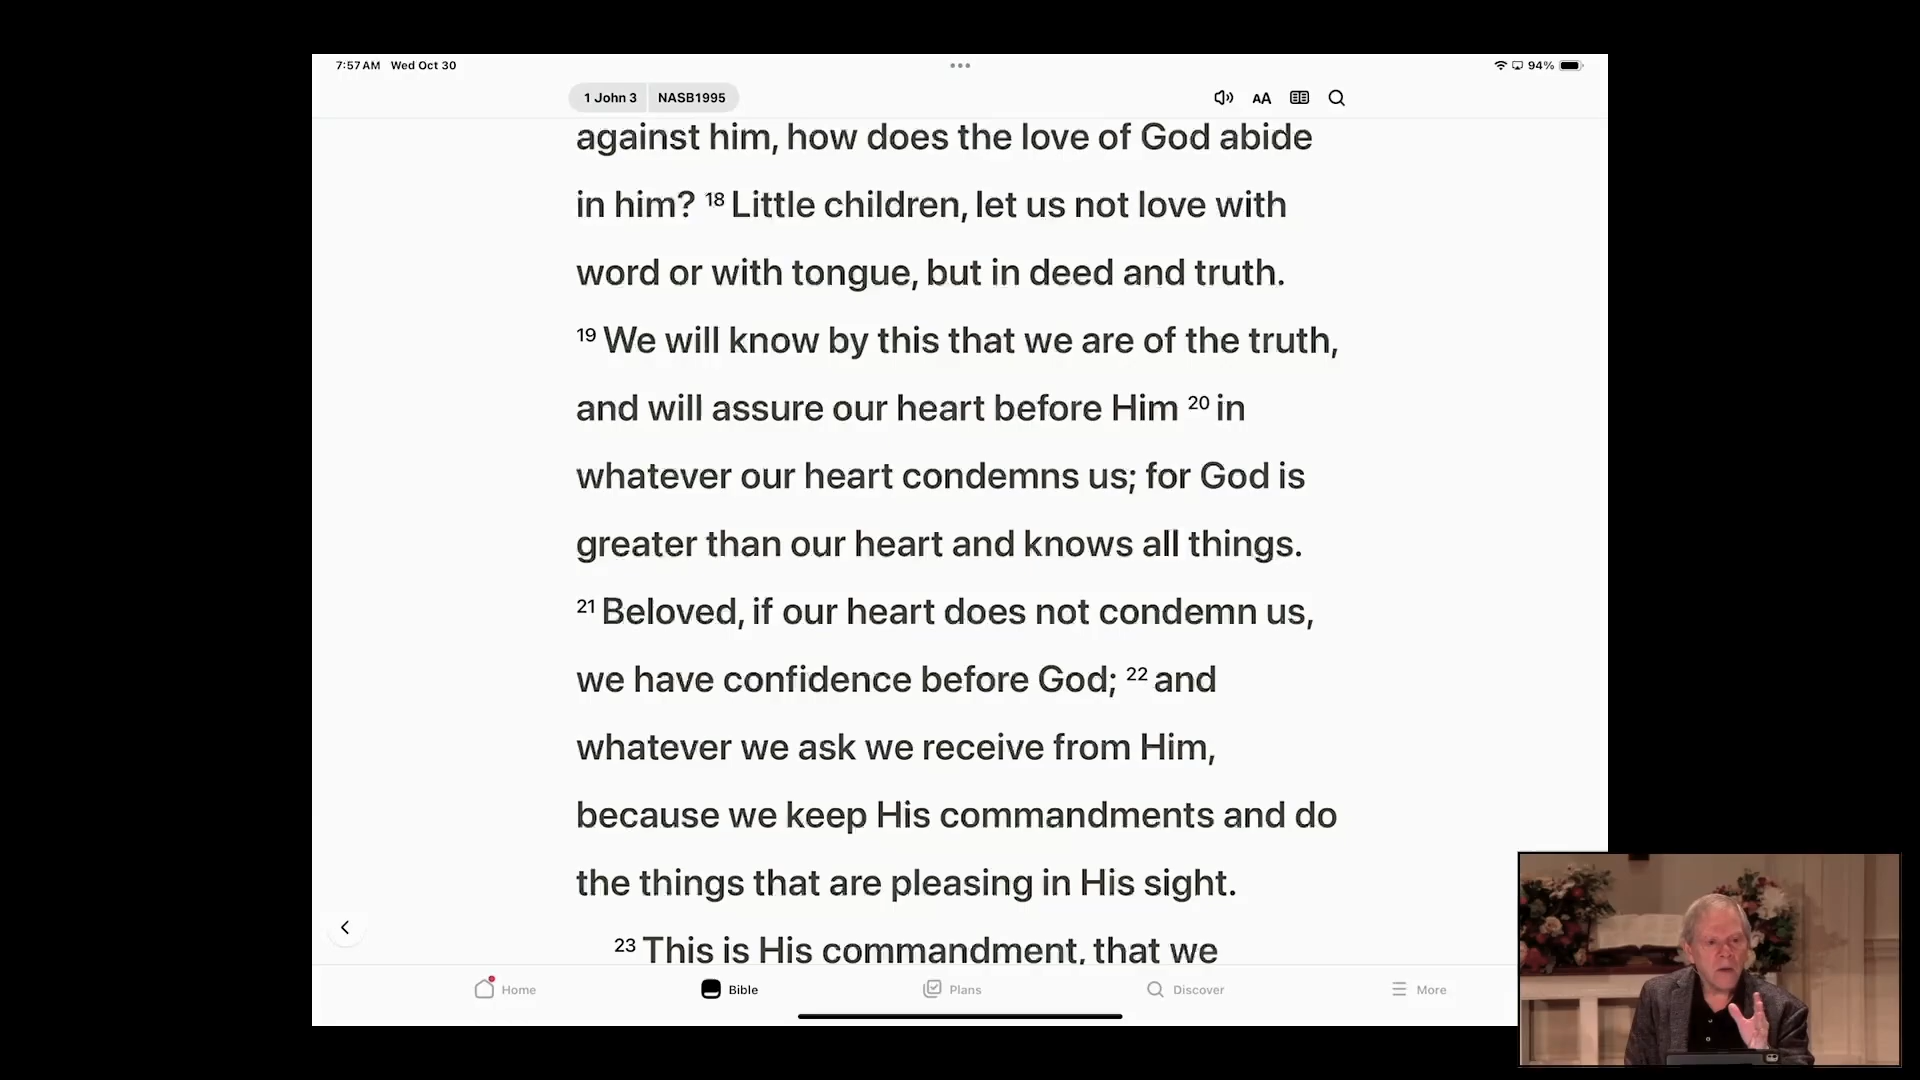 7:57 AM Wed Oct 30
94%
1 John 3 NASB1995
AA
against him, how does the love of God abide
in him? 18 Little children, let us not love with
word or with tongue, but in deed and truth.
19 We will know by this that we are of the truth,
and will assure our heart before Him 20 in
whatever our heart condemns us; for God is
greater than our heart and knows all things.
21 Beloved, if our heart does not condemn us,
we have confidence before God; 22 and
whatever we ask we receive from Him,
because we keep His commandments and do
the things that are pleasing in His sight.
23 This is His commandment, that we
Home Bible Plans Discover More